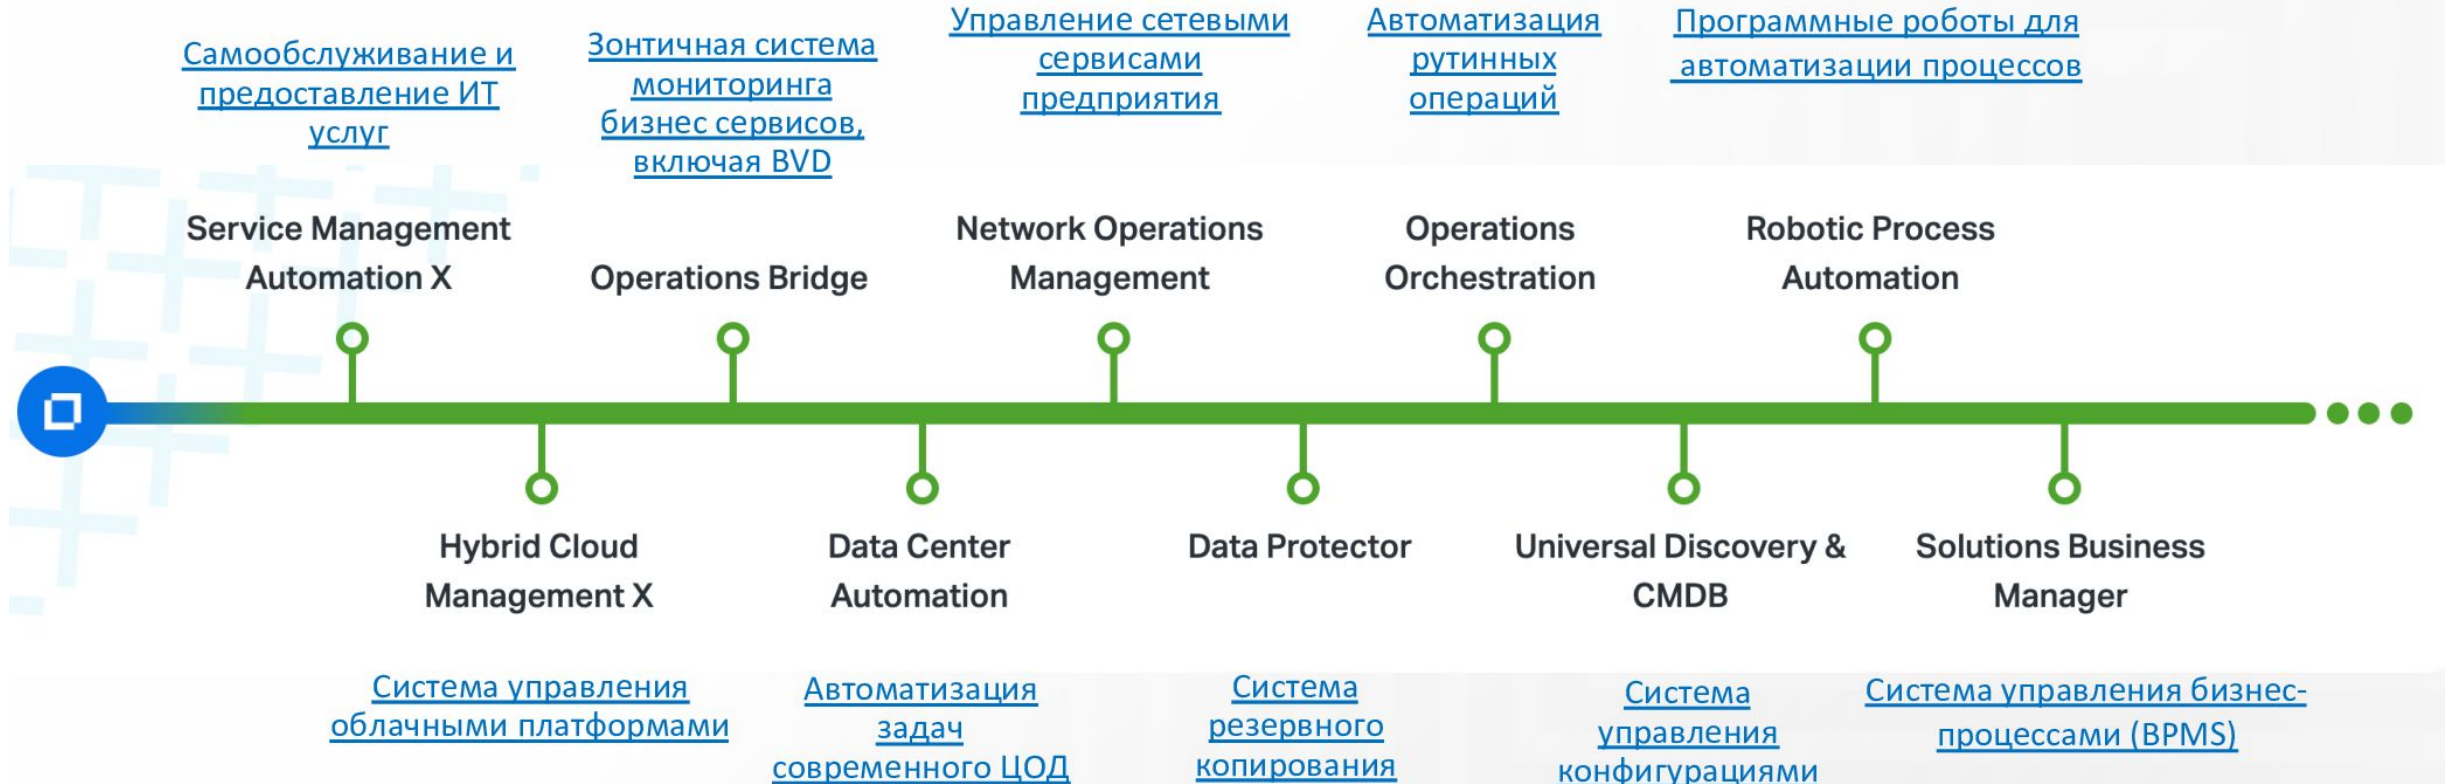 Самообслуживание и
предоставление ИТ
услуг
Зонтичная система
мониторинга
бизнес сервисов,
включая BVD
Управление сетевыми
сервисами
предприятия
Автоматизация
рутинных
операций
Программные роботы для
автоматизации процессов
Service Management
Automation X
Operations Bridge
Network Operations
Management
Operations
Orchestration
Robotic Process
Automation
Hybrid Cloud
Management X
Data Center
Automation
Data Protector
Universal Discovery &
CMDB
Solutions Business
Manager
Система управления
облачными платформами
Автоматизация
задач
современного ЦОД
Система
резервного
копирования
Система
управления
конфигурациями
Система управления бизнес-
процессами (BPMS)